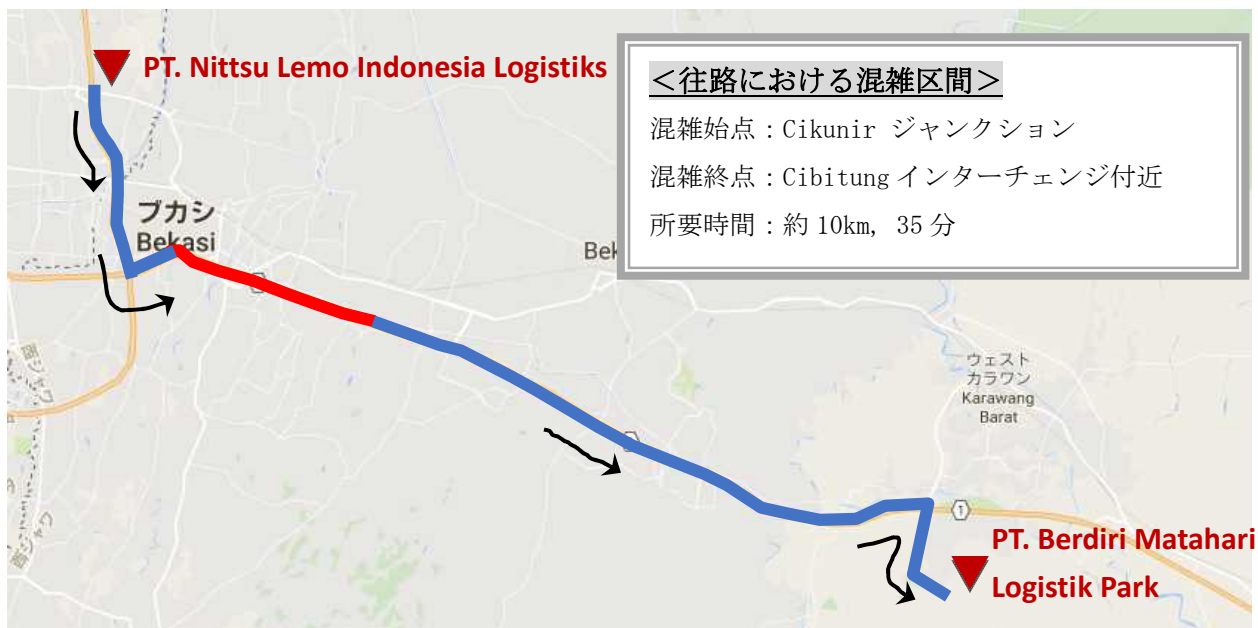 PT. Nittsu Lemo Indonesia Logistiks
＜往路における混雑区間＞
混雑始点：Cikunir ジャンクション
混雑終点：Cibitung インターチェンジ付近
所要時間：約 10km, 35 分
ブカシ
Bekasi
Bek
ウェスト
カラワン
Karawang
Barat
1
PT. Berdiri Matahari
Logistik Park